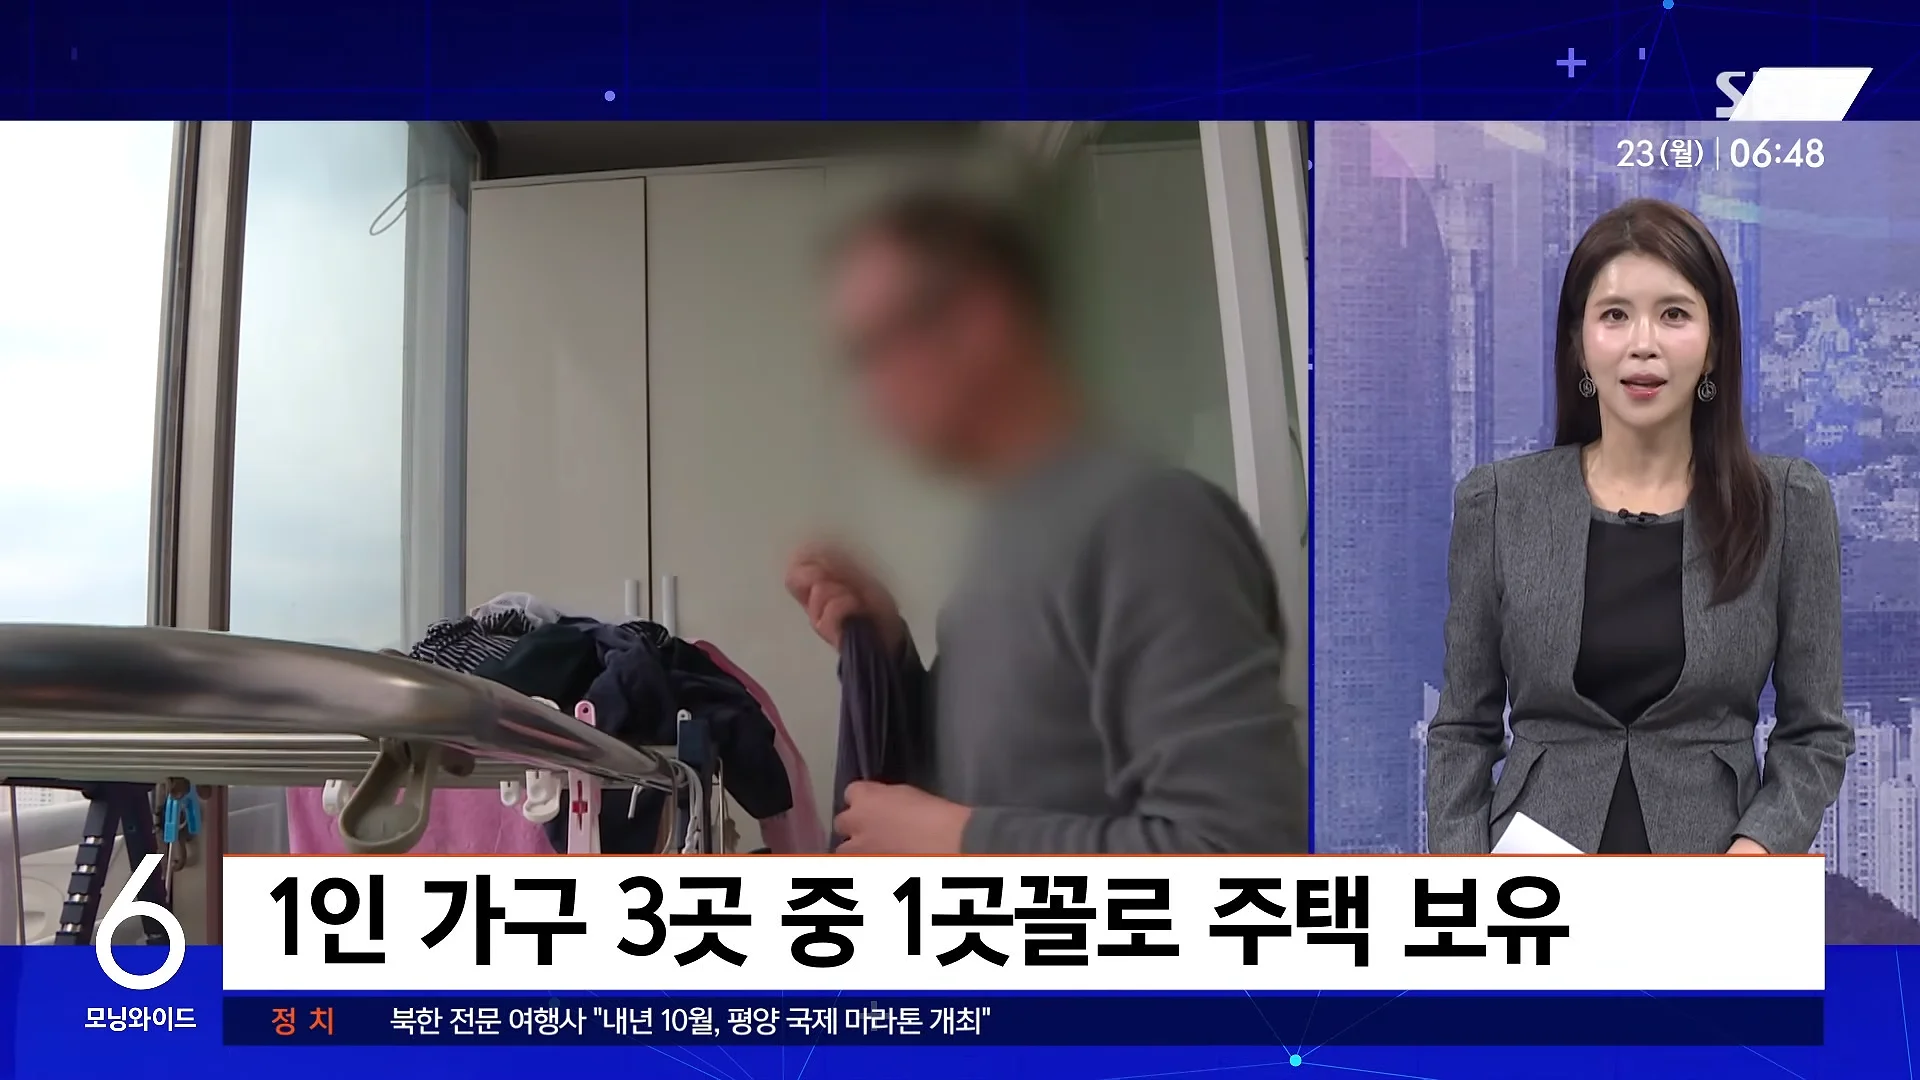 23(월) | 06:48
1인 가구 3곳 중 1곳꼴로 주택 보유
6
모닝와이드
정치 북한 전문 여행사 "내년 10월, 평양 국제 마라톤 개최"